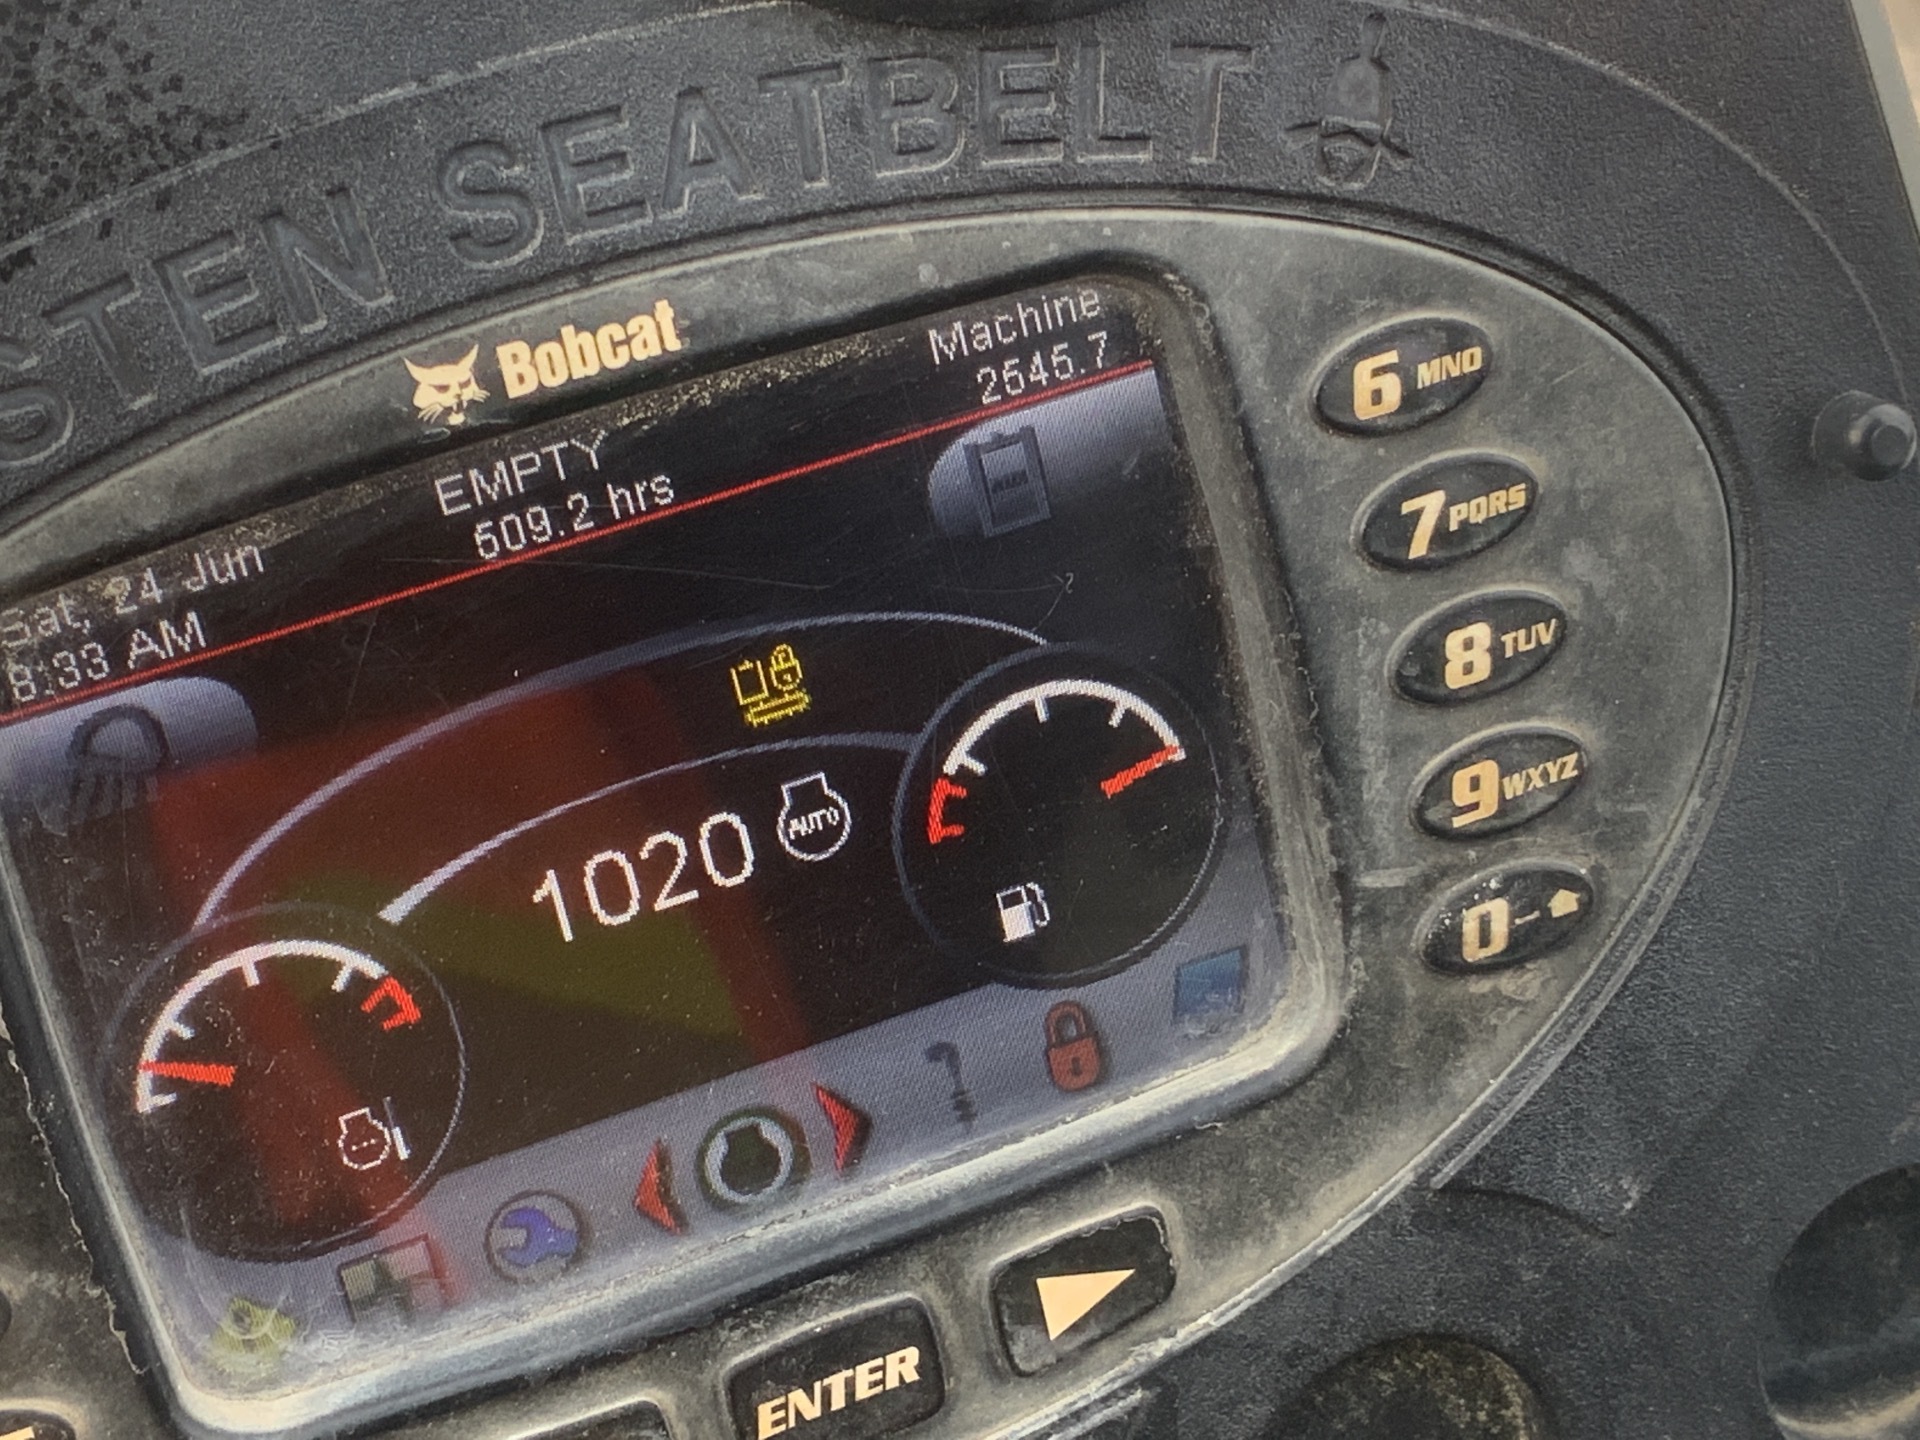 STEN SEATBELT
Bobcat
Machine
2545.7
EMPTY
509.2 hrs
Sat, 24 Jun
8:33 AM
1020
AUTO
6 MNO
7 PQRS
8 TUV
9 WXYZ
0
ENTER